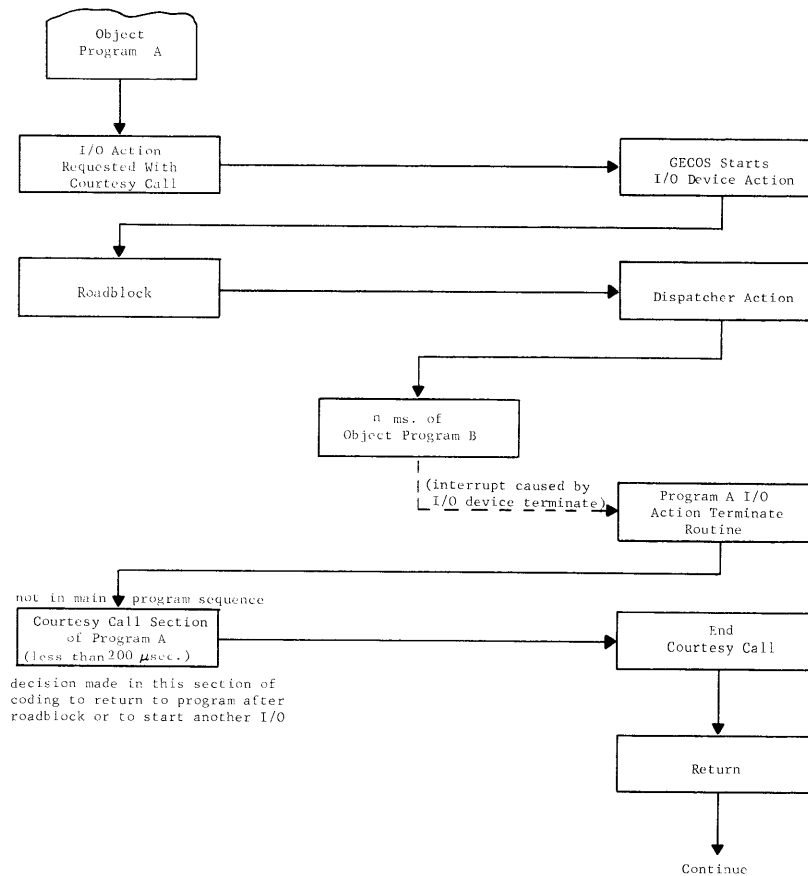 Object
Program A
I/O Action
Requested With
Courtesy Call
GECOS Starts
I/O Device Action
Roadblock
Dispatcher Action
n ms. of
Object Program B
(interrupt caused by
I/O device terminate)
Program A I/O
Action Terminate
Routine
not in main program sequence
Courtesy Call Section
of Program A
(less than 200 μsec.)
End
Courtesy Call
decision made in this section of
coding to return to program after
roadblock or to start another I/O
Return
Continue